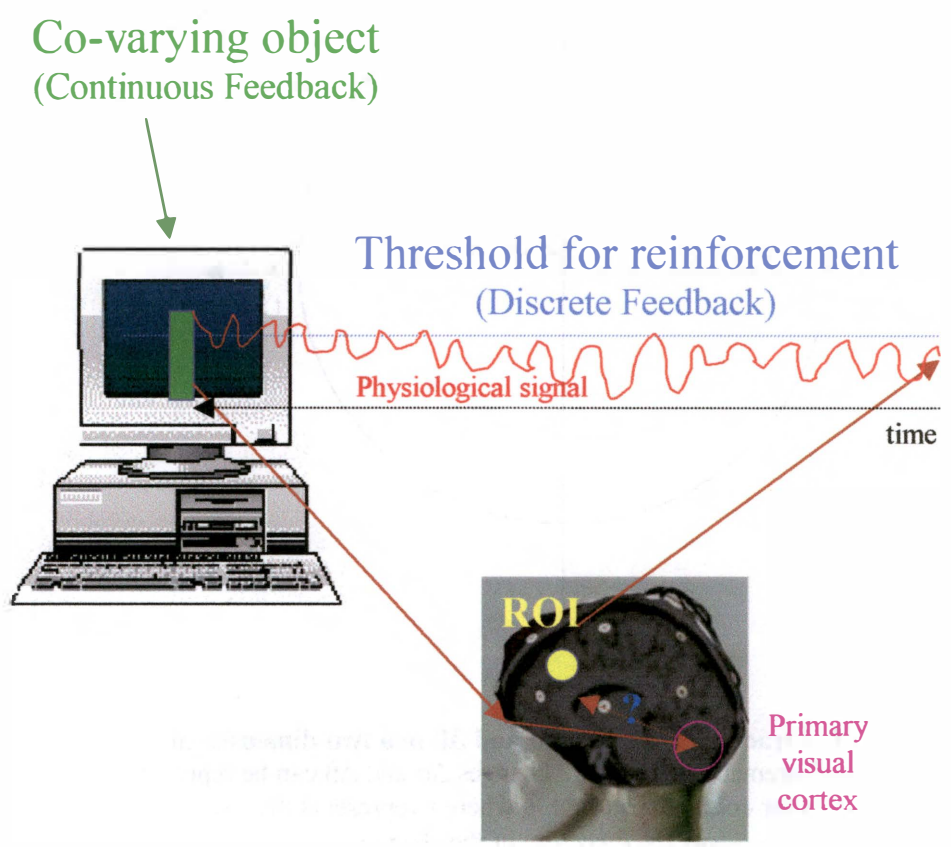 Co-varying object
(Continuous Feedback)
Threshold for reinforcement
(Discrete Feedback)
Physiological signal
time
ROI
?
Primary
visual
cortex